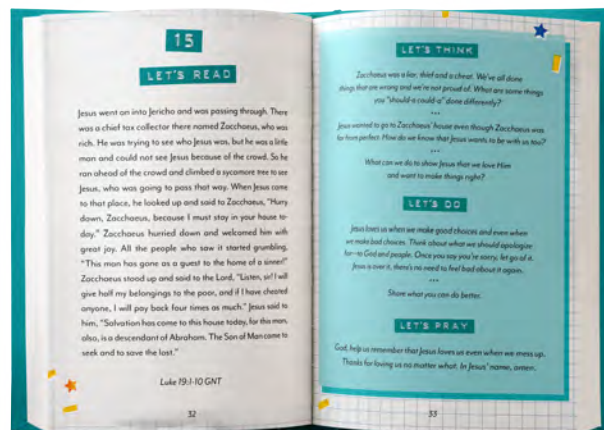 15
LET'S READ
Jesus went on into Jericho and was passing through. There
was a chief tax collector there named Zacchaeus, who was
rich. He was trying to see who Jesus was, but he was a little
man and could not see Jesus because of the crowd. So he
ran ahead of the crowd and climbed a sycamore tree to see
Jesus, who was going to pass that way. When Jesus came
to that place, he looked up and said to Zacchaeus, "Hurry
down, Zacchaeus, because I must stay in your house to-
day." Zacchaeus hurried down and welcomed him with
great joy. All the people who saw it started grumbling,
"This man has gone as a guest to the home of a sinner!"
Zacchaeus stood up and said to the Lord, "Listen, sir! I will
give half my belongings to the poor, and if I have cheated
anyone, I will pay back four times as much." Jesus said to
him, "Salvation has come to this house today, for this man,
also, is a descendant of Abraham. The Son of Man came to
seek and to save the lost."
Luke 19:1-10 GNT
32
LET'S THINK
Zacchaeus was a liar, thief and a cheat. We've all done
things that are wrong and we're not proud of. What are some things
you "should-a could-a" done differently?
•••
Jesus wanted to go to Zacchaeus' house even though Zacchaeus was
far from perfect. How do we know that Jesus wants to be with us too?
•••
What can we do to show Jesus that we love Him
and want to make things right?
LET'S DO
Jesus loves us when we make good choices and even when
we make bad choices. Think about what we should apologize
for—to God and people. Once you say you're sorry, let go of it.
Jesus is over it, there's no need to feel bad about it again.
•••
Share what you can do better.
LET'S PRAY
God, help us remember that Jesus loves us even when we mess up.
Thanks for loving us no matter what. In Jesus' name, amen.
33